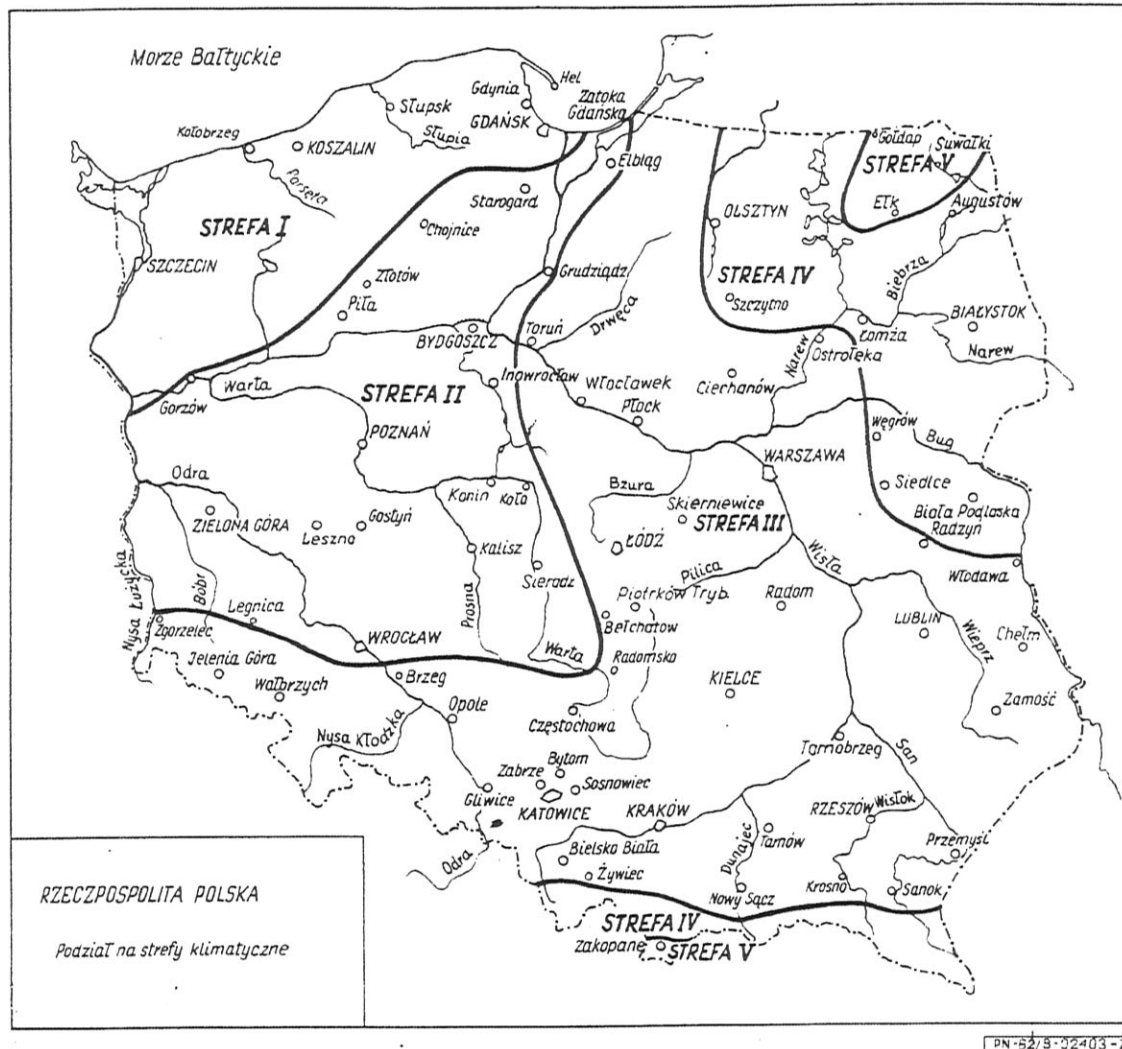 Morze Bałtyckie
Hel
Gdynia
Zatoka
Gdańska
Słupsk
GDAŃSK
Słupia
Kołobrzeg
KOSZALIN
Parsęta
Gołdap
Suwałki
STREFA V
Elbląg
Starogard
Ełk
Augustów
OLSZTYN
STREFA I
Chojnice
SZCZECIN
Złotów
Grudziądz
STREFA IV
Biebrza
Szczytno
Piła
Drwęca
BYDGOSZCZ
Toruń
Łomża
BIAŁYSTOK
Ostrołęka
Narew
Narew
Warta
Gorzów
Inowrocław
STREFA II
Włocławek
Ciechanów
Płock
POZNAŃ
Węgrów
Bug
WARSZAWA
Odra
Konin
Koło
Bzura
Siedlce
Skierniewice
Biała Podlaska
ZIELONA GÓRA
Leszno
Gostyń
STREFA III
Radzyń
Kalisz
ŁÓDŹ
Wisła
Włodawa
Nysa Łużycka
Bóbr
Prosna
Sieradz
Pilica
Legnica
Piotrków Tryb.
Radom
Zgorzelec
Bełchatów
LUBLIN
Wieprz
Chełm
WROCŁAW
Jelenia Góra
Warta
Radomsko
Wałbrzych
Brzeg
KIELCE
Zamość
Opole
Częstochowa
Nysa Kłodzka
Tarnobrzeg
San
Bytom
Zabrze
Sosnowiec
Gliwice
KATOWICE
KRAKÓW
RZESZÓW
Wisłok
Dunajec
Tarnów
Przemyśl
Odra
Bielsko Biała
Żywiec
Nowy Sącz
Krosno
Sanok
STREFA IV
Zakopane
STREFA V
RZECZPOSPOLITA POLSKA
Podział na strefy klimatyczne
PN-82/B-02403-2